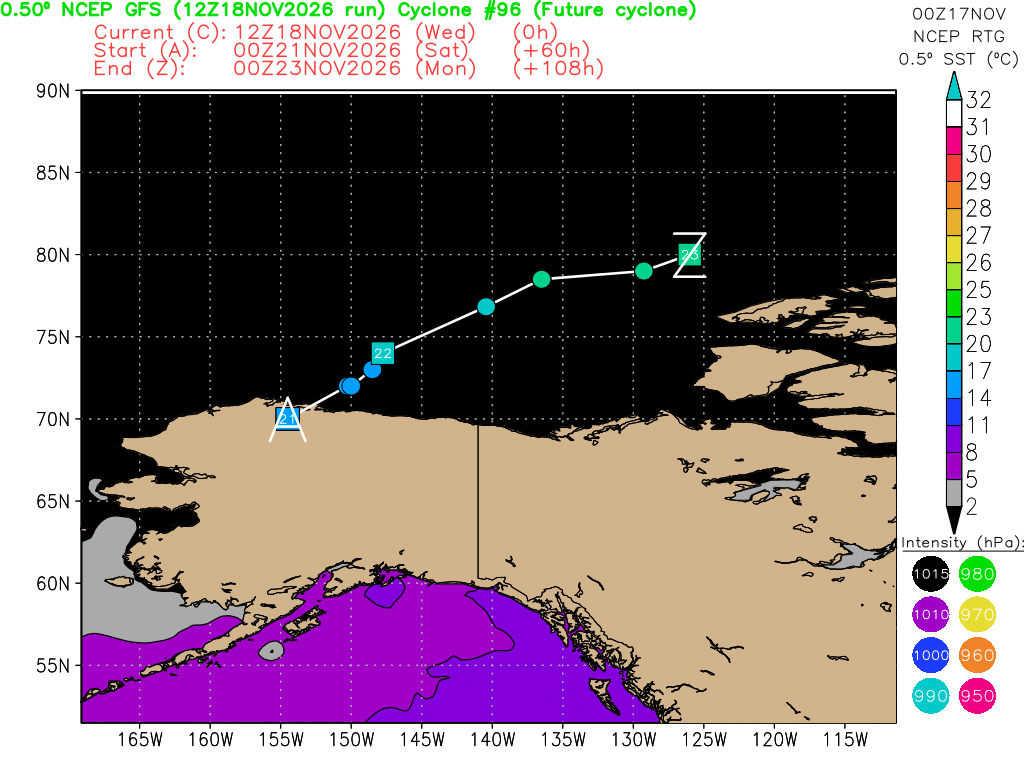 0.50º NCEP GFS (12Z18NOV2026 run) Cyclone #96 (Future cyclone)
Current (C): 12Z18NOV2026 (Wed) (0h)
Start (A): 00Z21NOV2026 (Sat) (+60h)
End (Z): 00Z23NOV2026 (Mon) (+108h)
00Z17NOV
NCEP RTG
0.5º SST (ºC)
32
31
30
29
28
27
26
25
23
20
17
14
11
8
5
2
90N
85N
80N
75N
70N
65N
60N
55N
Z
23
22
A
21
165W 160W 155W 150W 145W 140W 135W 130W 125W 120W 115W
Intensity (hPa):
1015 980
1010 970
1000 960
990 950